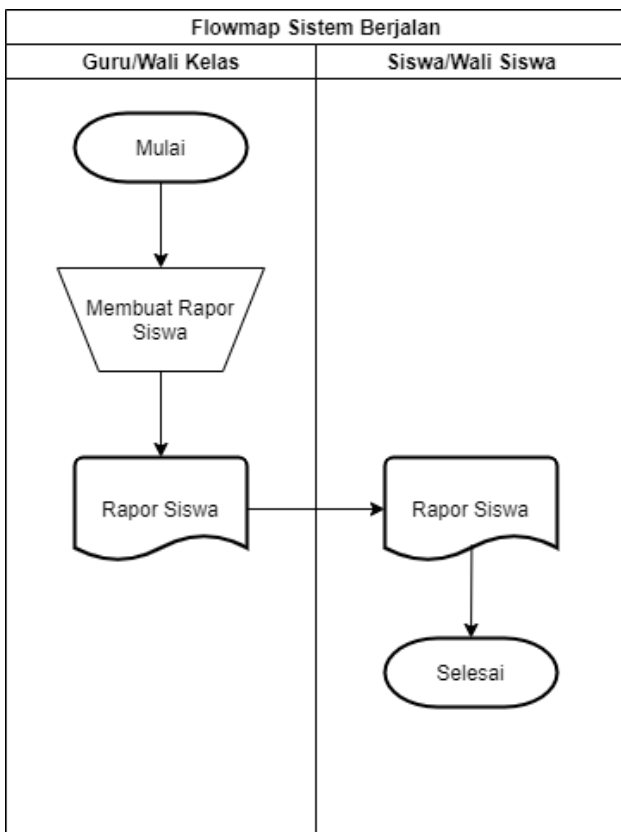 Flowmap Sistem Berjalan
Guru/Wali Kelas
Siswa/Wali Siswa
Mulai
Membuat Rapor
Siswa
Rapor Siswa
Rapor Siswa
Selesai